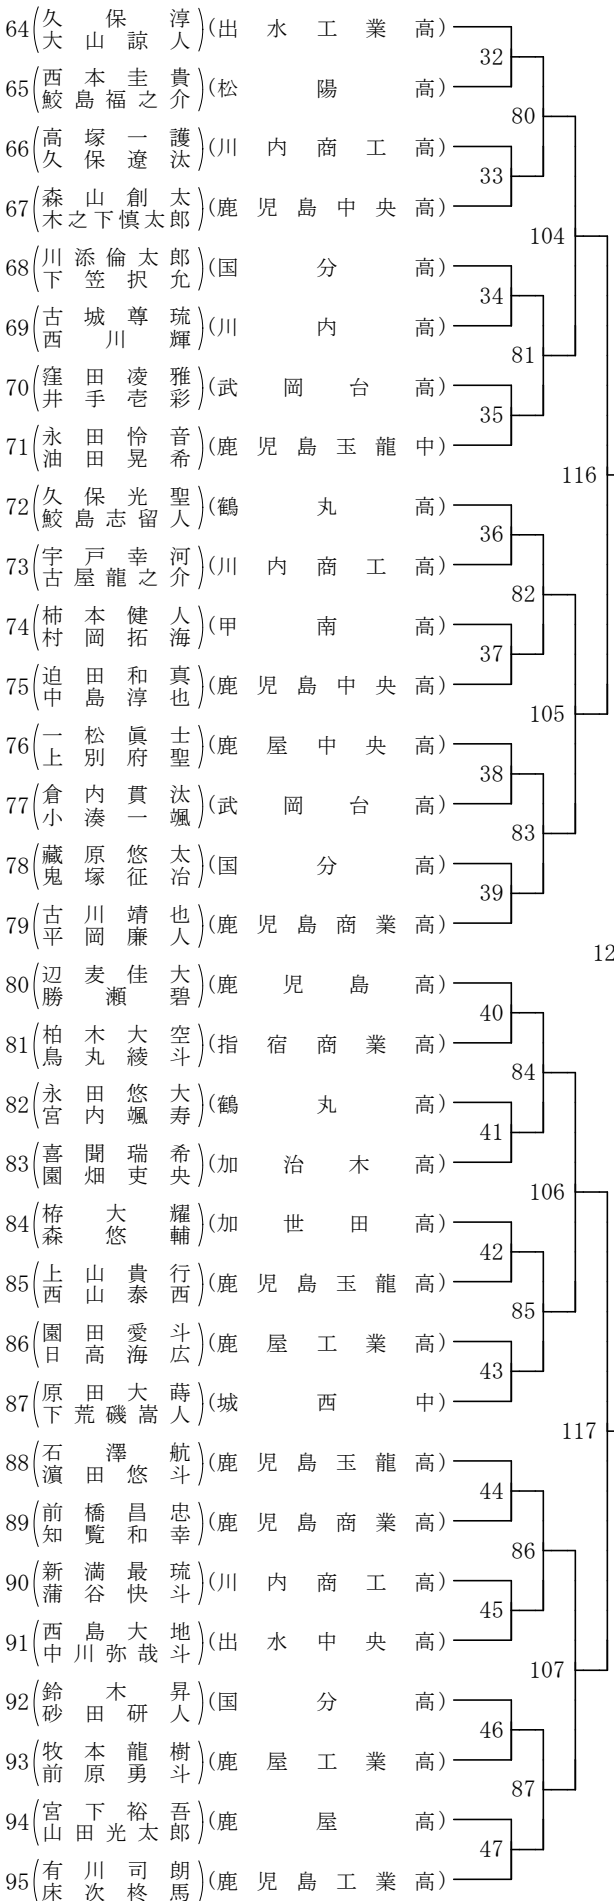 64(久保淳 大山諒人)(出水工業高)
32
65(西本圭貴 鮫島福之介)(松陽高)
80
66(高塚一護 久保遼汰)(川内商工高)
33
67(森山創太 木之下慎太郎)(鹿児島中央高)
104
68(川添倫太郎 下笠択允)(国分高)
34
69(古城尊琉 西川輝)(川内高)
81
70(窪田凌雅 井手壱彩)(武岡台高)
35
71(永田怜音 油田晃希)(鹿児島玉龍中)
116
72(久保光聖 鮫島志留人)(鶴丸高)
36
73(宇戸幸河 古屋龍之介)(川内商工高)
82
74(柿本健人 村岡拓海)(甲南高)
37
75(迫田和真 中島淳也)(鹿児島中央高)
105
76(一松眞士 上別府聖)(鹿屋中央高)
38
77(倉内貫汰 小湊一颯)(武岡台高)
83
78(藏原悠太 鬼塚征冶)(国分高)
39
79(古川靖也 平岡廉人)(鹿児島商業高)
12
80(辺麦佳大 勝瀬碧)(鹿児島高)
40
81(柏木大空 鳥丸綾斗)(指宿商業高)
84
82(永田悠大 宮内颯寿)(鶴丸高)
41
83(喜聞瑞希 園畑吏央)(加治木高)
106
84(栫大耀 森悠輔)(加世田高)
42
85(上山貴行 西山泰西)(鹿児島玉龍高)
85
86(園田愛斗 日高海広)(鹿屋工業高)
43
87(原田大蒔 下荒磯嵩人)(城西中)
117
88(石澤航 濵田悠斗)(鹿児島玉龍高)
44
89(前橋昌忠 知覧和幸)(鹿児島商業高)
86
90(新満最琉 蒲谷快斗)(川内商工高)
45
91(西島大地 中川弥哉斗)(出水中央高)
107
92(鈴木昇 砂田研人)(国分高)
46
93(牧本龍樹 前原勇斗)(鹿屋工業高)
87
94(宮下裕吾 山田光太郎)(鹿屋高)
47
95(有川司朗 床次柊馬)(鹿児島工業高)